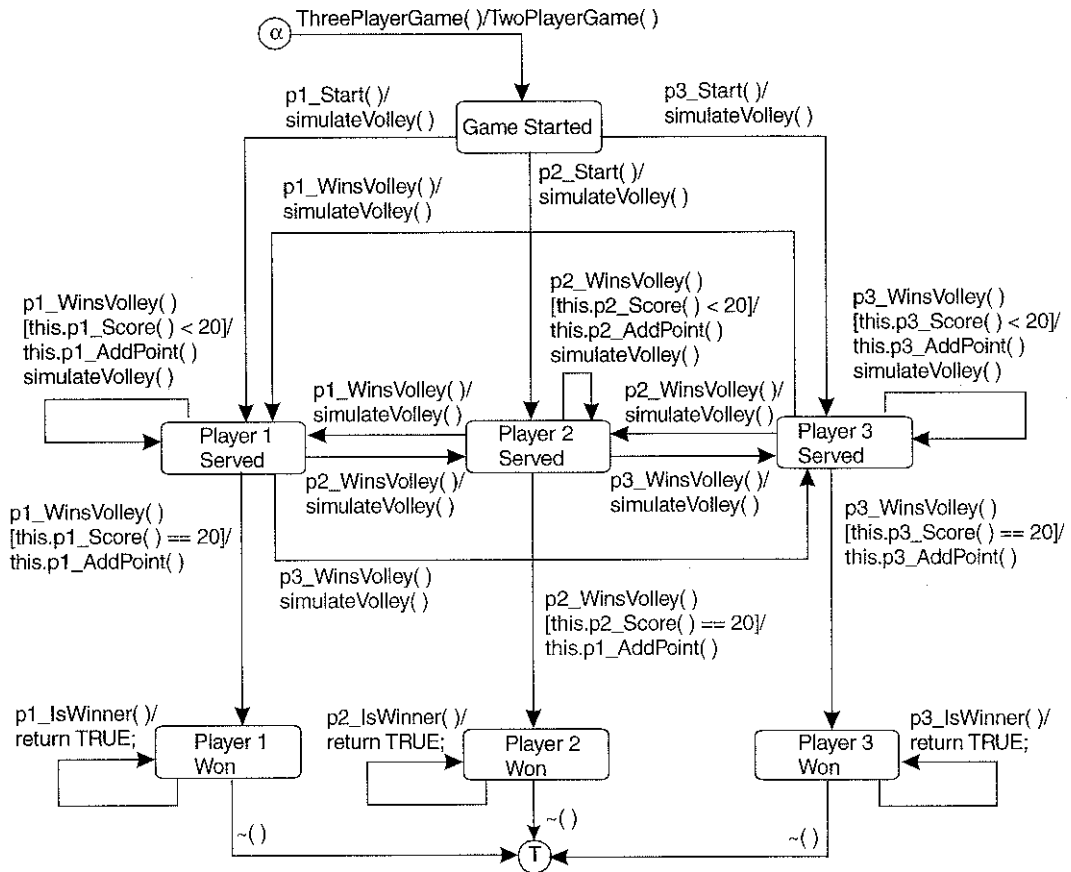 α
ThreePlayerGame( )/TwoPlayerGame( )
p1_Start( )/
simulateVolley( )
Game Started
p3_Start( )/
simulateVolley( )
p2_Start( )/
simulateVolley( )
p1_WinsVolley( )/
simulateVolley( )
p1_WinsVolley( )
[this.p1_Score( ) < 20]/
this.p1_AddPoint( )
simulateVolley( )
p2_WinsVolley( )
[this.p2_Score( ) < 20]/
this.p2_AddPoint( )
simulateVolley( )
p3_WinsVolley( )
[this.p3_Score( ) < 20]/
this.p3_AddPoint( )
simulateVolley( )
p1_WinsVolley( )/
simulateVolley( )
p2_WinsVolley( )/
simulateVolley( )
Player 1
Served
Player 2
Served
Player 3
Served
p2_WinsVolley( )/
simulateVolley( )
p3_WinsVolley( )/
simulateVolley( )
p1_WinsVolley( )
[this.p1_Score( ) == 20]/
this.p1_AddPoint( )
p3_WinsVolley( )
[this.p3_Score( ) == 20]/
this.p3_AddPoint( )
p3_WinsVolley( )
simulateVolley( )
p2_WinsVolley( )
[this.p2_Score( ) == 20]/
this.p1_AddPoint( )
p1_IsWinner( )/
return TRUE;
Player 1
Won
p2_IsWinner( )/
return TRUE;
Player 2
Won
Player 3
Won
p3_IsWinner( )/
return TRUE;
~( )
~( )
~( )
T